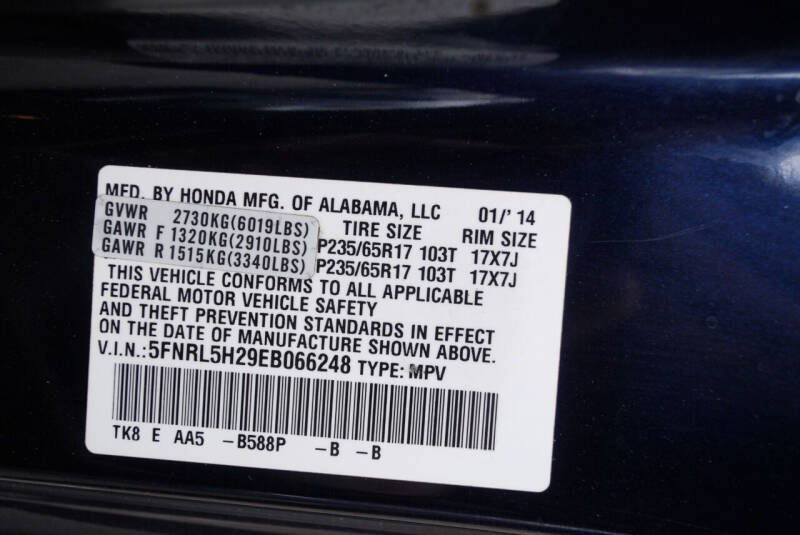 MFD. BY HONDA MFG. OF ALABAMA, LLC 01/'14
GVWR 2730KG(6019LBS) TIRE SIZE RIM SIZE
GAWR F 1320KG(2910LBS) P235/65R17 103T 17X7J
GAWR R 1515KG(3340LBS) P235/65R17 103T 17X7J
THIS VEHICLE CONFORMS TO ALL APPLICABLE
FEDERAL MOTOR VEHICLE SAFETY
AND THEFT PREVENTION STANDARDS IN EFFECT
ON THE DATE OF MANUFACTURE SHOWN ABOVE.
V.I.N.:5FNRL5H29EB066248 TYPE:MPV
TK8 E AA5 -B588P -B -B